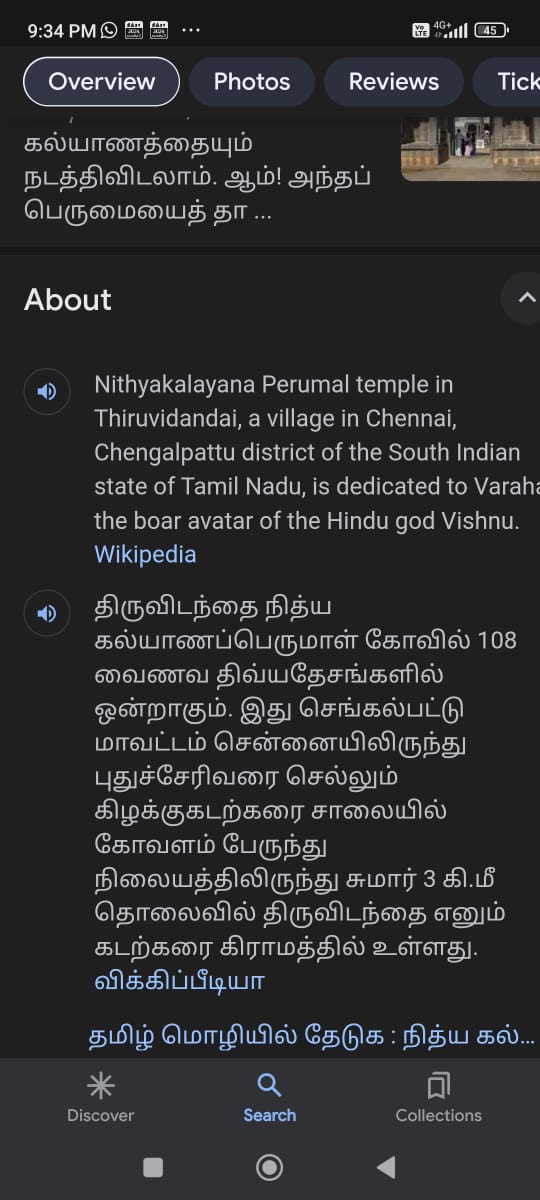 9:34 PM
4G+
Vo LTE
45
Overview Photos Reviews Tick
கல்யாணத்தையும்
நடத்திவிடலாம். ஆம்! அந்தப்
பெருமையைத் தா ...
About
Nithyakalayana Perumal temple in
Thiruvidandai, a village in Chennai,
Chengalpattu district of the South Indian
state of Tamil Nadu, is dedicated to Varaha
the boar avatar of the Hindu god Vishnu.
Wikipedia
திருவிடந்தை நித்ய
கல்யாணப்பெருமாள் கோவில் 108
வைணவ திவ்யதேசங்களில்
ஒன்றாகும். இது செங்கல்பட்டு
மாவட்டம் சென்னையிலிருந்து
புதுச்சேரிவரை செல்லும்
கிழக்குகடற்கரை சாலையில்
கோவளம் பேருந்து
நிலையத்திலிருந்து சுமார் 3 கி.மீ
தொலைவில் திருவிடந்தை எனும்
கடற்கரை கிராமத்தில் உள்ளது.
விக்கிப்பீடியா
தமிழ் மொழியில் தேடுக : நித்ய கல்...
Discover Search Collections